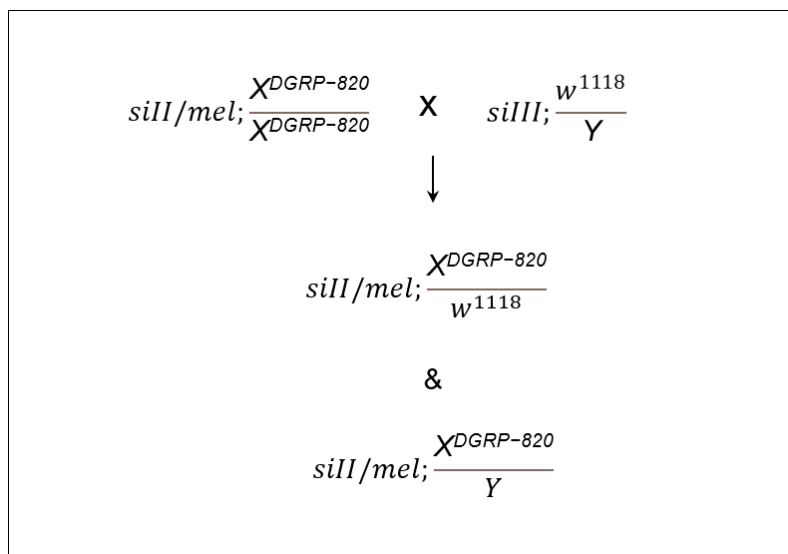 siII/mel; X^DGRP–820/X^DGRP–820 X siIII; w^1118/Y
siII/mel; X^DGRP–820/w^1118
&
siII/mel; X^DGRP–820/Y